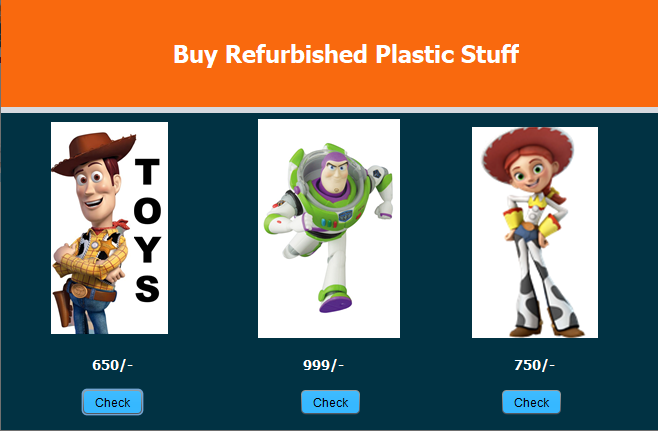 Buy Refurbished Plastic Stuff
TOYS
650/-
999/-
750/-
Check
Check
Check